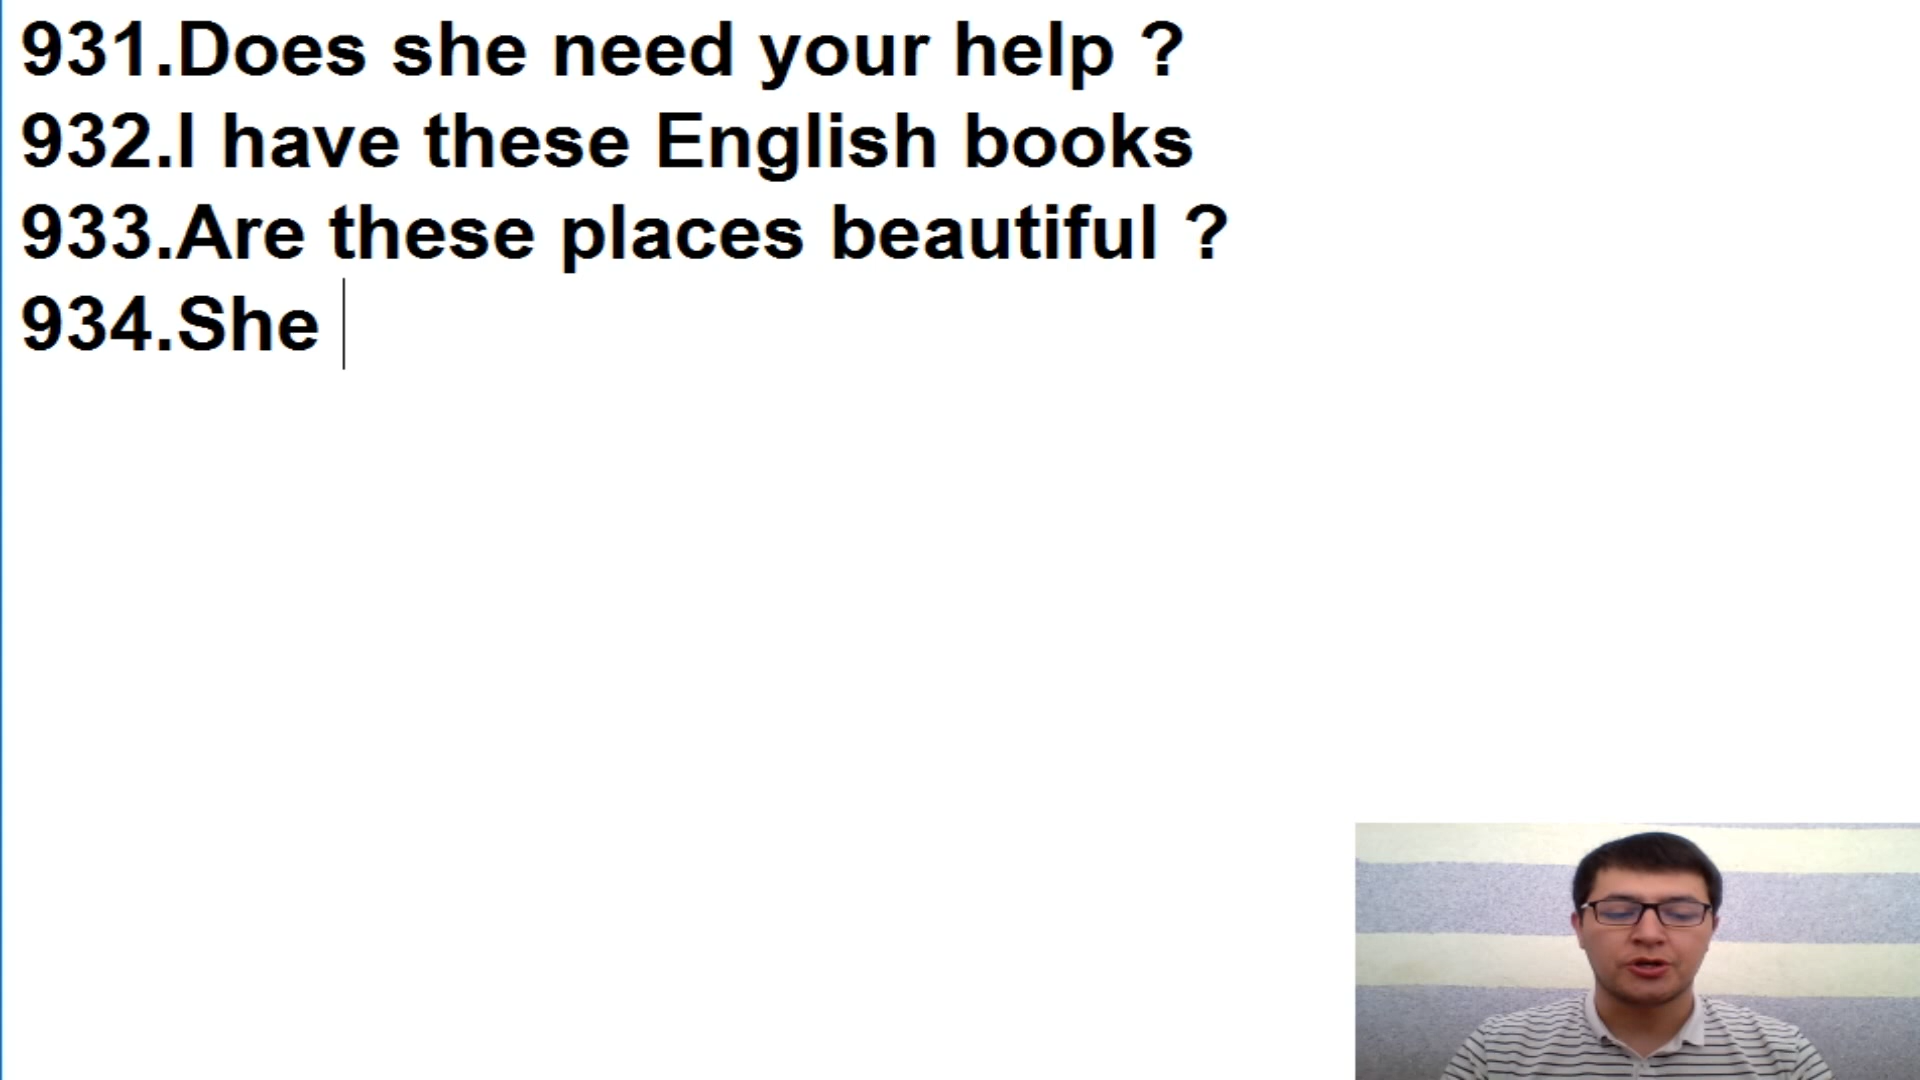 931.Does she need your help ?
932.I have these English books
933.Are these places beautiful ?
934.She